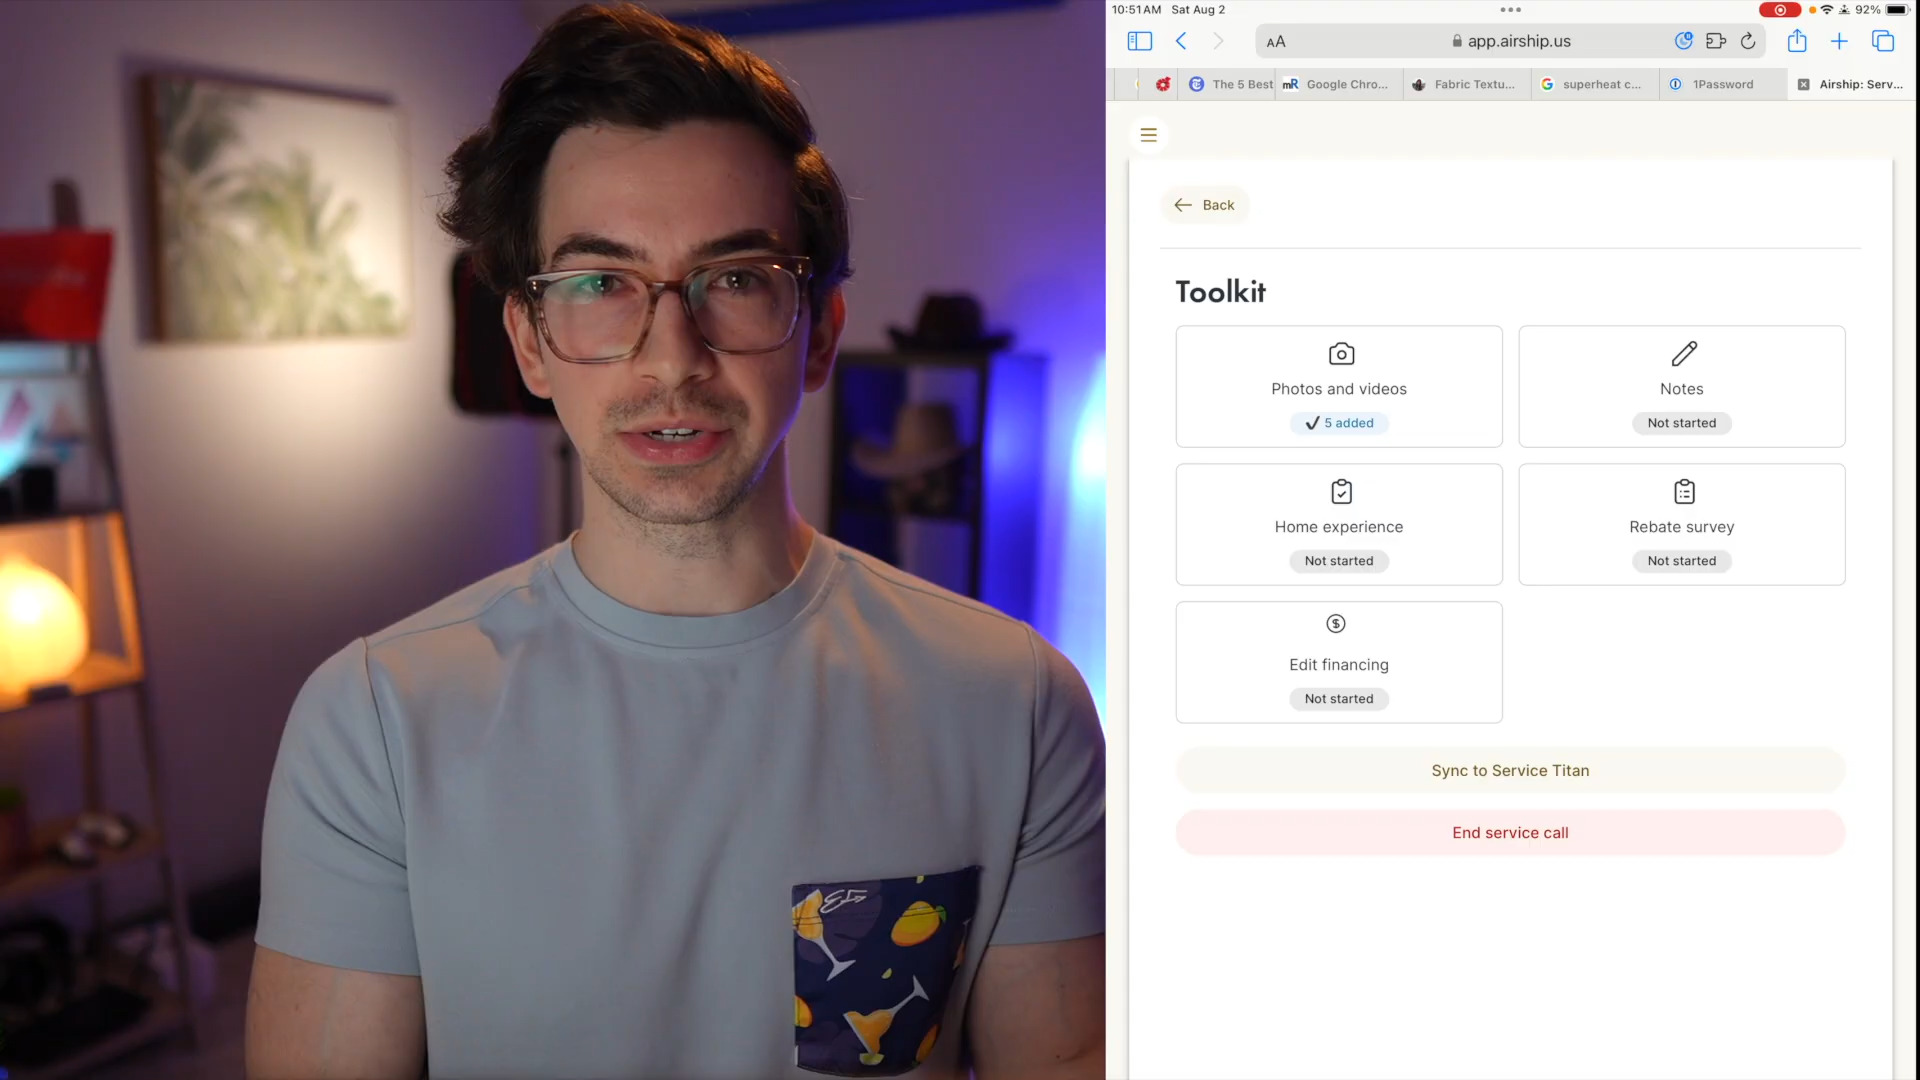 10:51AM Sat Aug 2
92%
AA
app.airship.us
The 5 Best
mR Google Chro...
Fabric Textu...
superheat c...
1Password
Airship: Serv...
Back
Toolkit
Photos and videos
5 added
Notes
Not started
Home experience
Not started
Rebate survey
Not started
Edit financing
Not started
Sync to Service Titan
End service call